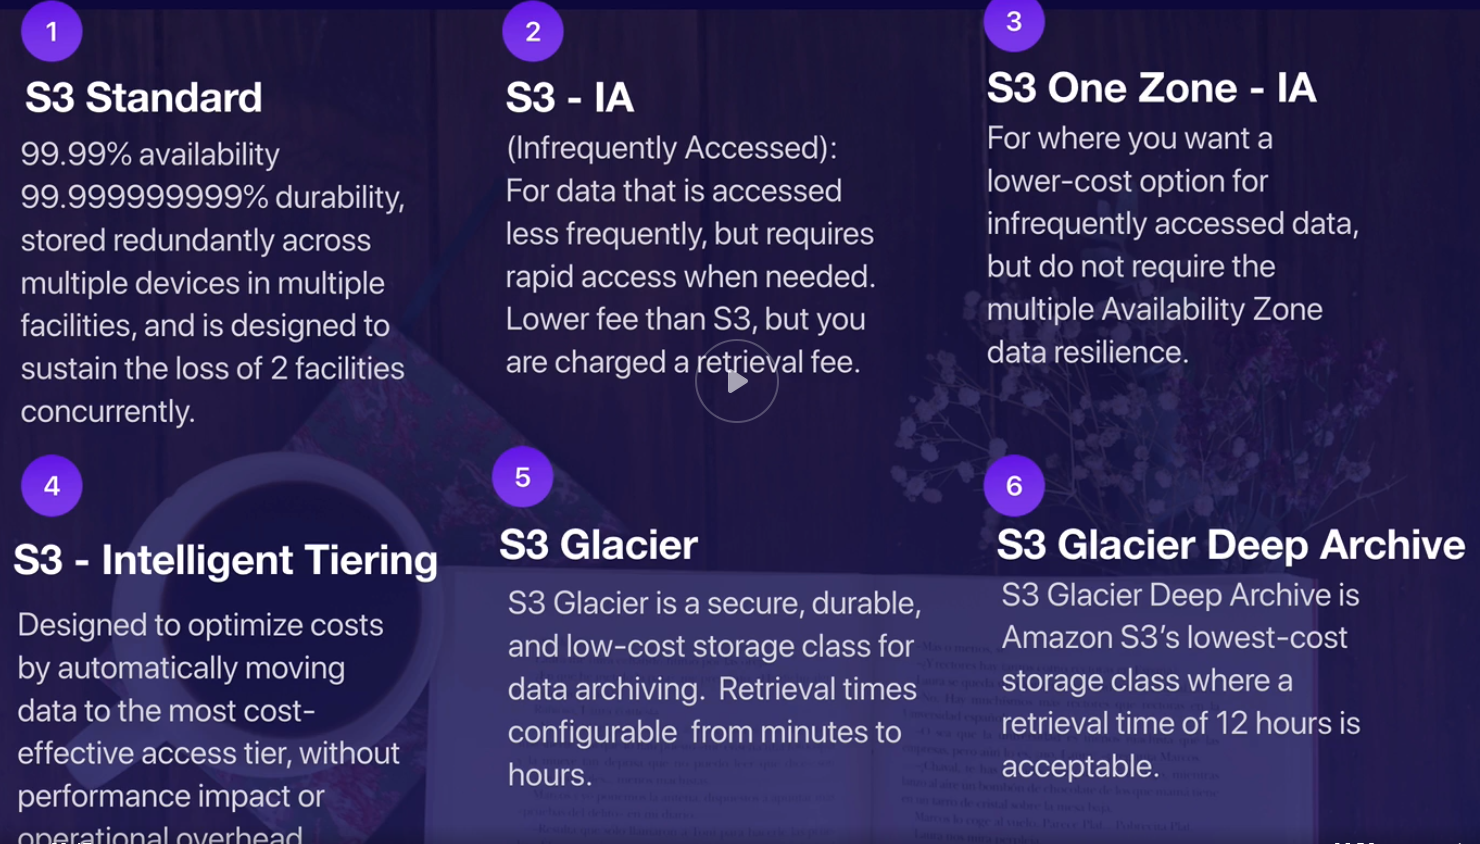 1
S3 Standard
99.99% availability
99.999999999% durability,
stored redundantly across
multiple devices in multiple
facilities, and is designed to
sustain the loss of 2 facilities
concurrently.
2
S3 - IA
(Infrequently Accessed):
For data that is accessed
less frequently, but requires
rapid access when needed.
Lower fee than S3, but you
are charged a retrieval fee.
3
S3 One Zone - IA
For where you want a
lower-cost option for
infrequently accessed data,
but do not require the
multiple Availability Zone
data resilience.
4
S3 - Intelligent Tiering
Designed to optimize costs
by automatically moving
data to the most cost-
effective access tier, without
performance impact or
operational overhead
5
S3 Glacier
S3 Glacier is a secure, durable,
and low-cost storage class for
data archiving. Retrieval times
configurable from minutes to
hours.
6
S3 Glacier Deep Archive
S3 Glacier Deep Archive is
Amazon S3's lowest-cost
storage class where a
retrieval time of 12 hours is
acceptable.